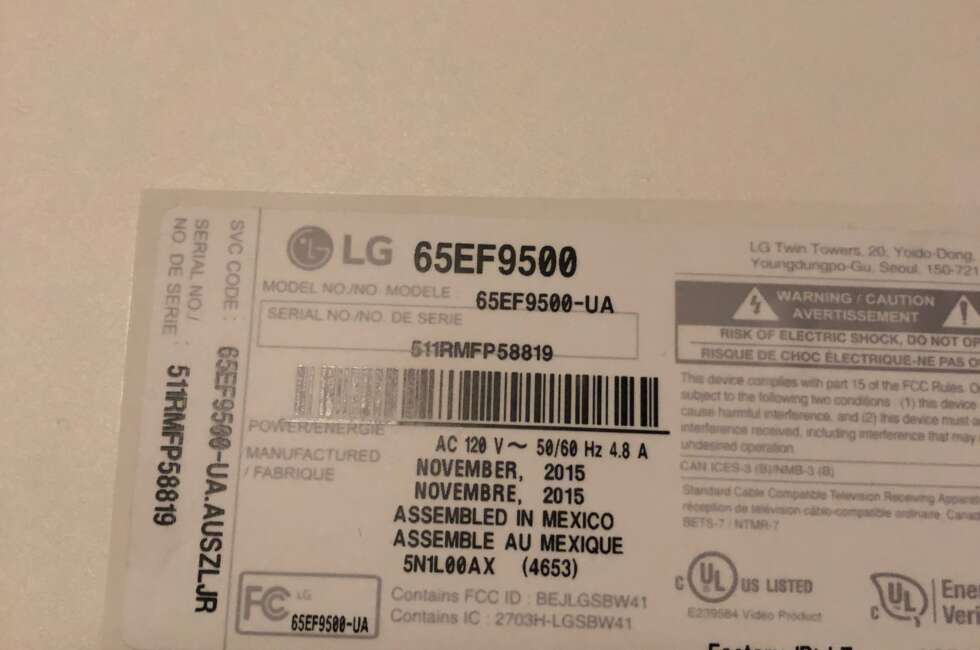 SVC CODE : 65EF9500-UA.AUSZLJR
SERIAL NO./
NO. DE SERIE : 511RMFP58819
LG 65EF9500
MODEL NO./NO. MODELE : 65EF9500-UA
SERIAL NO./NO. DE SERIE
511RMFP58819
POWER/ENERGIE
AC 120 V ~ 50/60 Hz 4.8 A
MANUFACTURED
/ FABRIQUE
NOVEMBER, 2015
NOVEMBRE, 2015
ASSEMBLED IN MEXICO
ASSEMBLE AU MEXIQUE
5N1L00AX (4653)
FC LG
65EF9500-UA
Contains FCC ID : BEJLGSBW41
Contains IC : 2703H-LGSBW41
LG Twin Towers, 20, Yoido-Dong,
Youngdungpo-Gu, Seoul, 150-721
WARNING / CAUTION
AVERTISSEMENT
RISK OF ELECTRIC SHOCK, DO NOT OP
RISQUE DE CHOC ÉLECTRIQUE-NE PAS
This device complies with part 15 of the FCC Rules.
subject to the following two conditions : (1) this device
cause harmful interference, and (2) this device must
interference received, including interference that may
undesired operation.
CAN ICES-3 (B)/NMB-3 (B)
Standard Cable Compatible Television Receiving
réception de télévision câblo-compatible ordinaire,
BETS-7 / NTMR-7
C UL US LISTED
E239584 Video Product
C UL
Ene
Veri